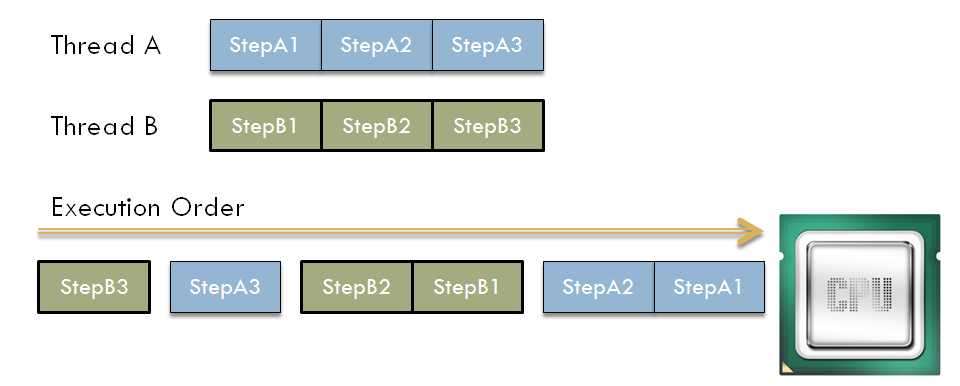 Thread A
StepA1 StepA2 StepA3
Thread B
StepB1 StepB2 StepB3
Execution Order
StepB3 StepA3 StepB2 StepB1 StepA2 StepA1
CPU